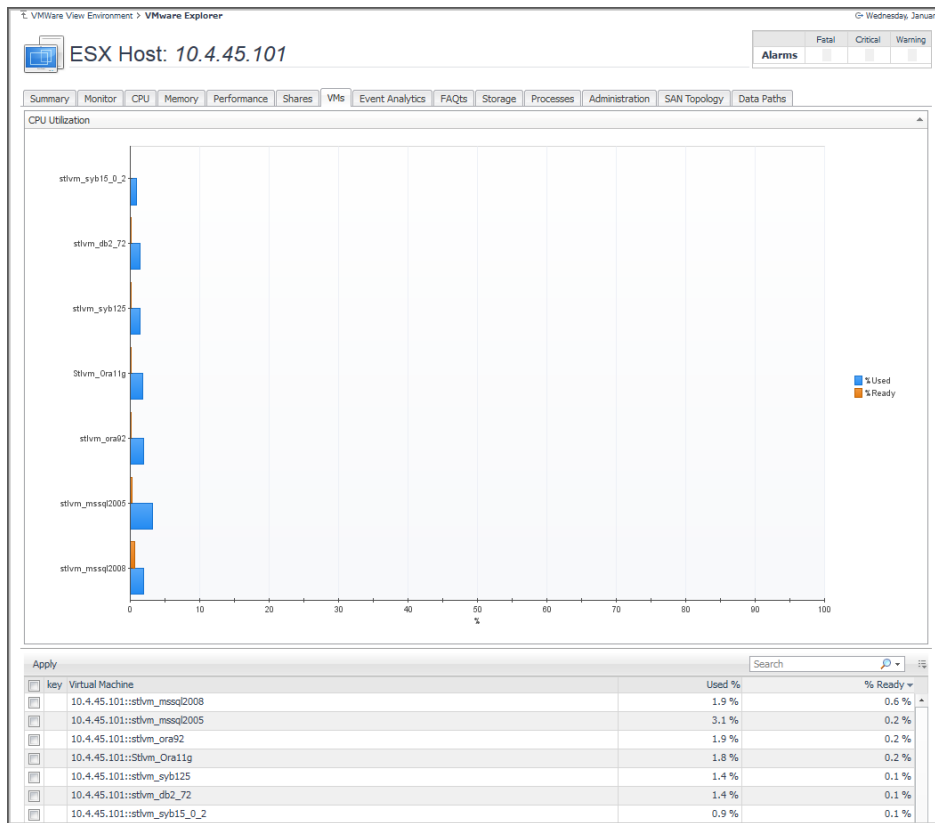 VMWare View Environment > VMware Explorer
Wednesday, Januar
ESX Host: 10.4.45.101
Fatal Critical Warning
Alarms
Summary Monitor CPU Memory Performance Shares VMs Event Analytics FAQts Storage Processes Administration SAN Topology Data Paths
CPU Utilization
stlvm_syb15_0_2
stlvm_db2_72
stlvm_syb125
Stlvm_Ora11g
stlvm_ora92
stlvm_mssql2005
stlvm_mssql2008
%Used
%Ready
0 10 20 30 40 50 60 70 80 90 100
%
Apply
Search
key Virtual Machine Used % % Ready
10.4.45.101::stlvm_mssql2008 1.9 % 0.6 %
10.4.45.101::stlvm_mssql2005 3.1 % 0.2 %
10.4.45.101::stlvm_ora92 1.9 % 0.2 %
10.4.45.101::Stlvm_Ora11g 1.8 % 0.2 %
10.4.45.101::stlvm_syb125 1.4 % 0.1 %
10.4.45.101::stlvm_db2_72 1.4 % 0.1 %
10.4.45.101::stlvm_syb15_0_2 0.9 % 0.1 %